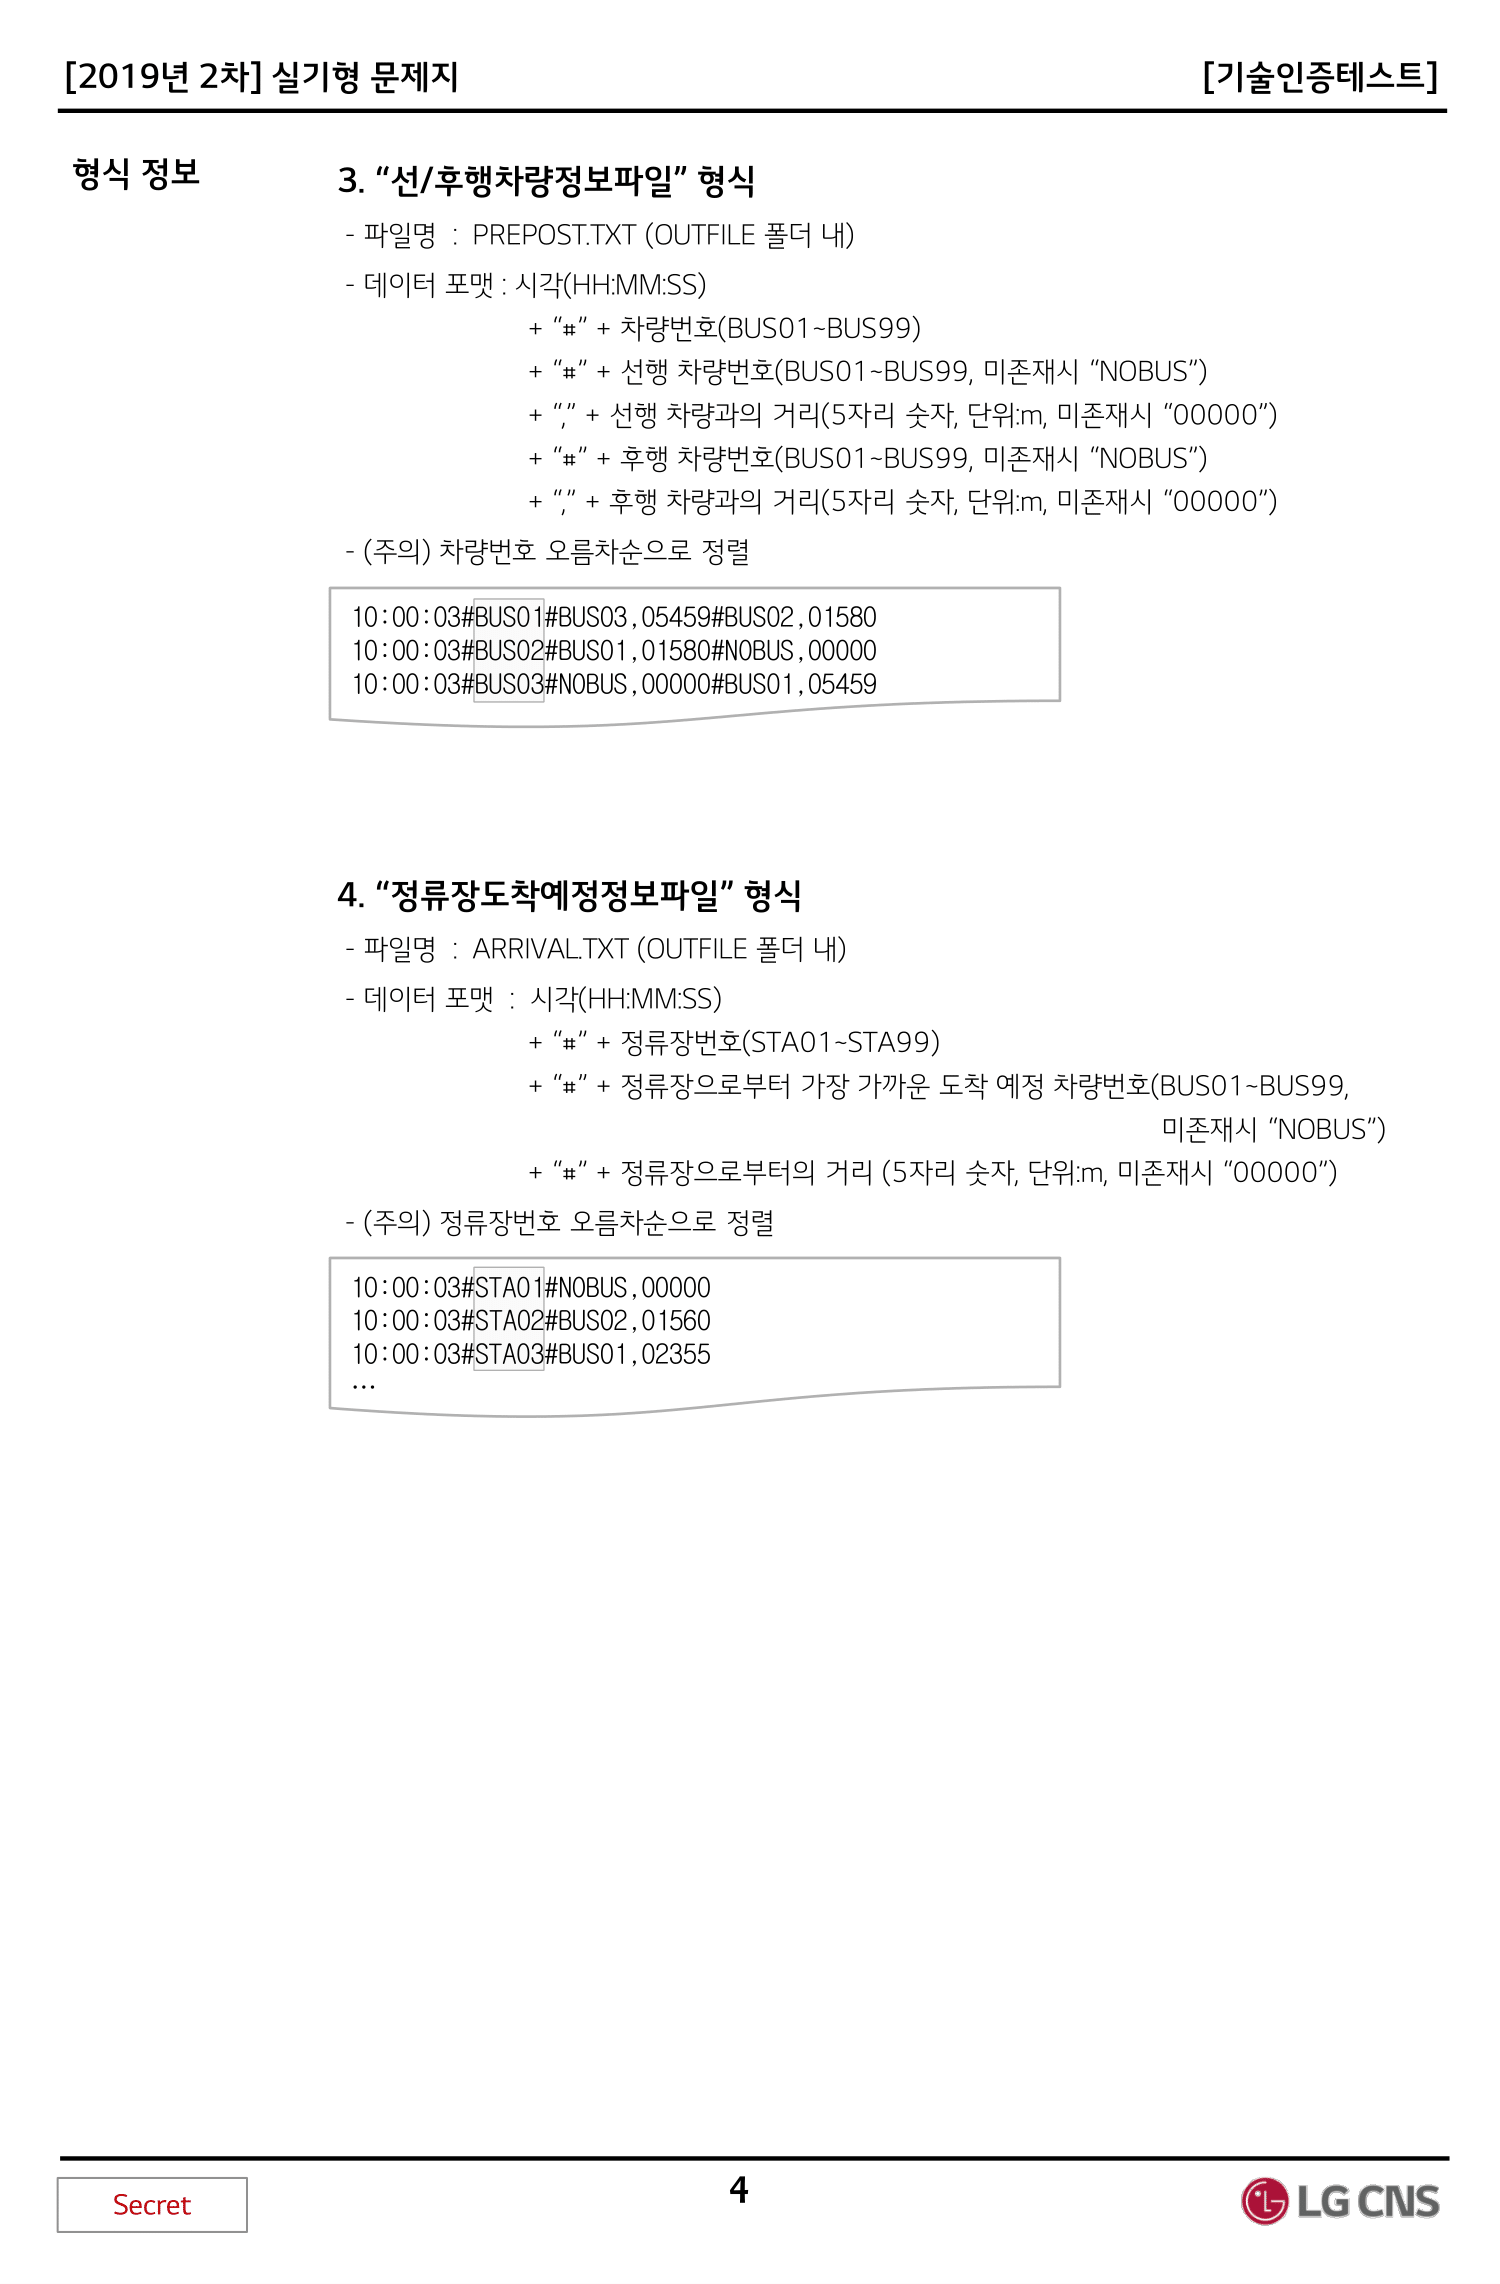 [2019년 2차] 실기형 문제지 [기술인증테스트]
형식 정보
3. “선/후행차량정보파일” 형식
- 파일명 : PREPOST.TXT (OUTFILE 폴더 내)
- 데이터 포맷 : 시각(HH:MM:SS)
+ “#” + 차량번호(BUS01~BUS99)
+ “#” + 선행 차량번호(BUS01~BUS99, 미존재시 “NOBUS”)
+ “,” + 선행 차량과의 거리(5자리 숫자, 단위:m, 미존재시 “00000”)
+ “#” + 후행 차량번호(BUS01~BUS99, 미존재시 “NOBUS”)
+ “,” + 후행 차량과의 거리(5자리 숫자, 단위:m, 미존재시 “00000”)
- (주의) 차량번호 오름차순으로 정렬
10:00:03#BUS01#BUS03,05459#BUS02,01580
10:00:03#BUS02#BUS01,01580#NOBUS,00000
10:00:03#BUS03#NOBUS,00000#BUS01,05459
4. “정류장도착예정정보파일” 형식
- 파일명 : ARRIVAL.TXT (OUTFILE 폴더 내)
- 데이터 포맷 : 시각(HH:MM:SS)
+ “#” + 정류장번호(STA01~STA99)
+ “#” + 정류장으로부터 가장 가까운 도착 예정 차량번호(BUS01~BUS99,
미존재시 “NOBUS”)
+ “#” + 정류장으로부터의 거리 (5자리 숫자, 단위:m, 미존재시 “00000”)
- (주의) 정류장번호 오름차순으로 정렬
10:00:03#STA01#NOBUS,00000
10:00:03#STA02#BUS02,01560
10:00:03#STA03#BUS01,02355
...
Secret
4
LG CNS